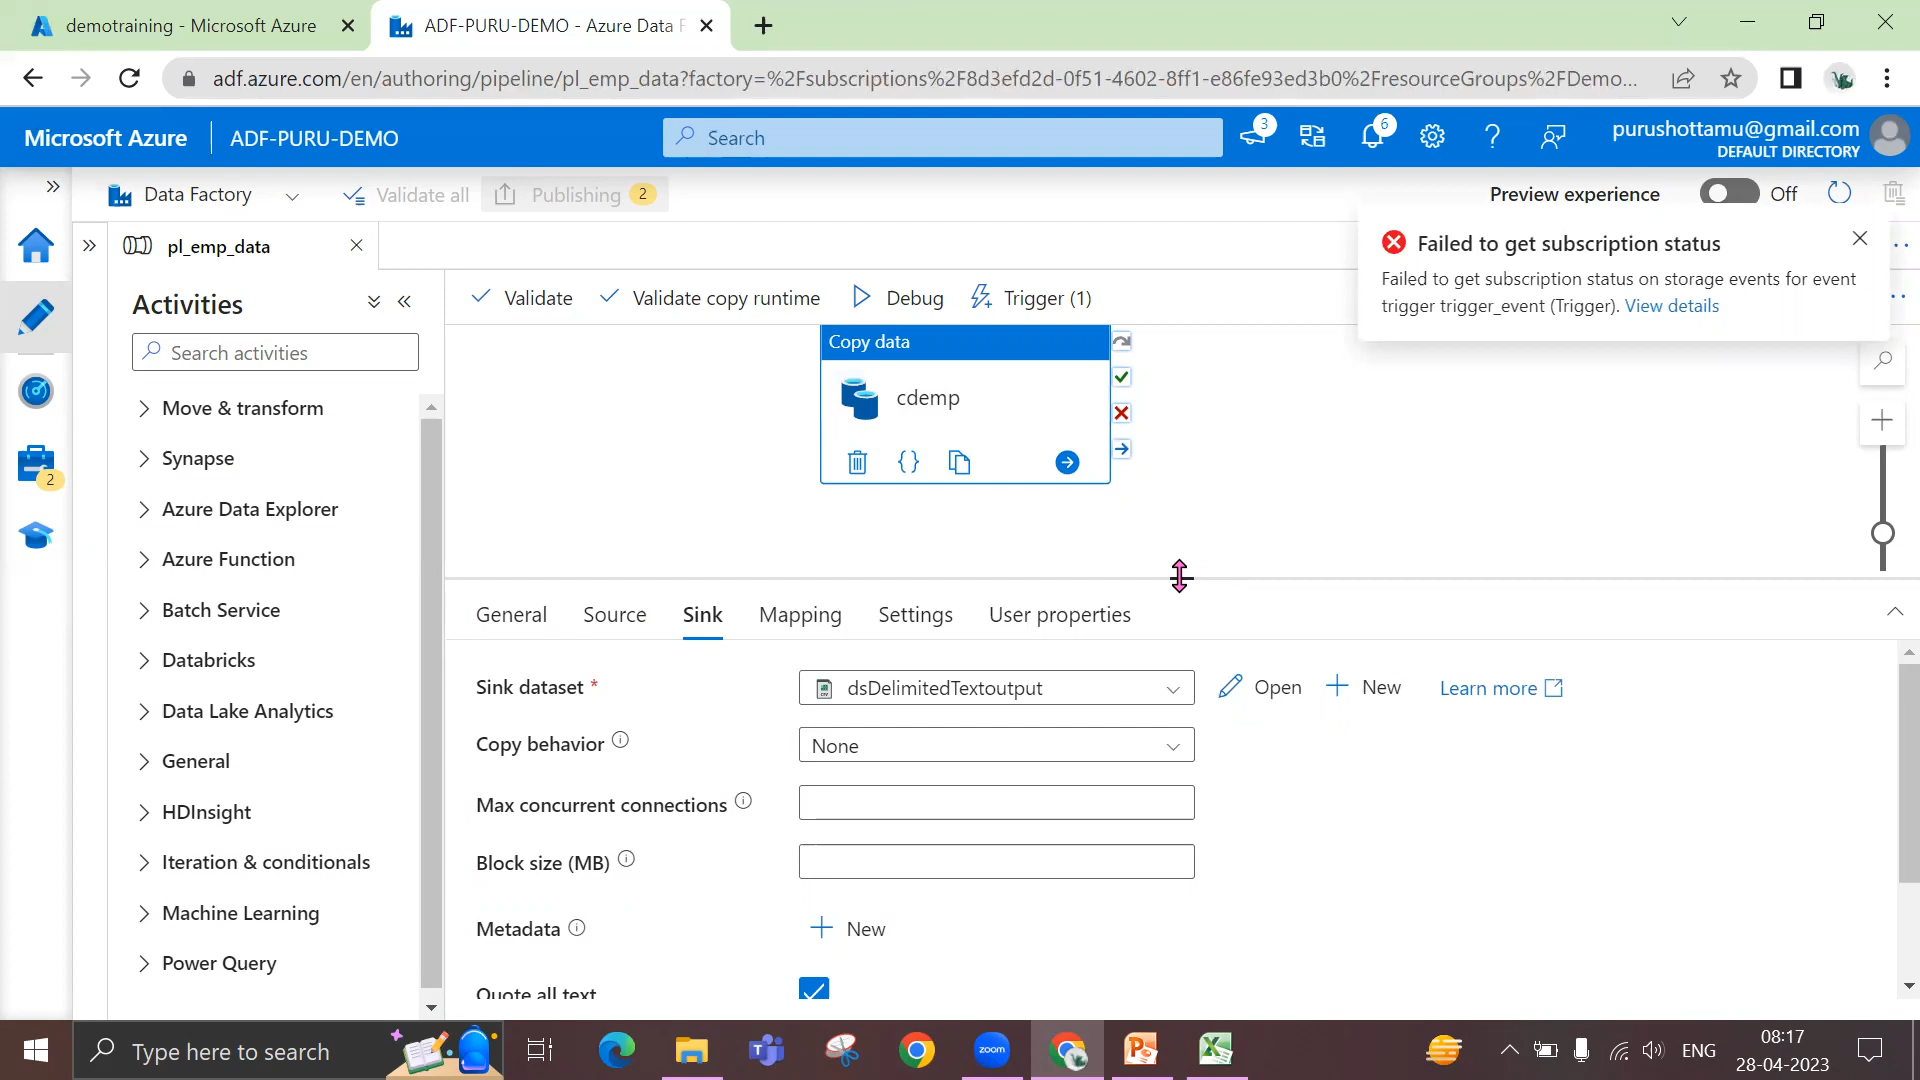 demotraining - Microsoft Azure
ADF-PURU-DEMO - Azure Data F
adf.azure.com/en/authoring/pipeline/pl_emp_data?factory=%2Fsubscriptions%2F8d3efd2d-0f51-4602-8ff1-e86fe93ed3b0%2FresourceGroups%2FDemo...
Microsoft Azure
ADF-PURU-DEMO
Search
3
6
purushottamu@gmail.com
DEFAULT DIRECTORY
Data Factory
Validate all
Publishing 2
Preview experience
Off
pl_emp_data
Failed to get subscription status
Failed to get subscription status on storage events for event
trigger trigger_event (Trigger). View details
Activities
Search activities
Move & transform
Synapse
Azure Data Explorer
Azure Function
Batch Service
Databricks
Data Lake Analytics
General
HDInsight
Iteration & conditionals
Machine Learning
Power Query
2
Validate
Validate copy runtime
Debug
Trigger (1)
Copy data
cdemp
General
Source
Sink
Mapping
Settings
User properties
Sink dataset *
dsDelimitedTextoutput
Open
New
Learn more
Copy behavior
None
Max concurrent connections
Block size (MB)
Metadata
New
Quote all text
Type here to search
zoom
ENG
08:17
28-04-2023